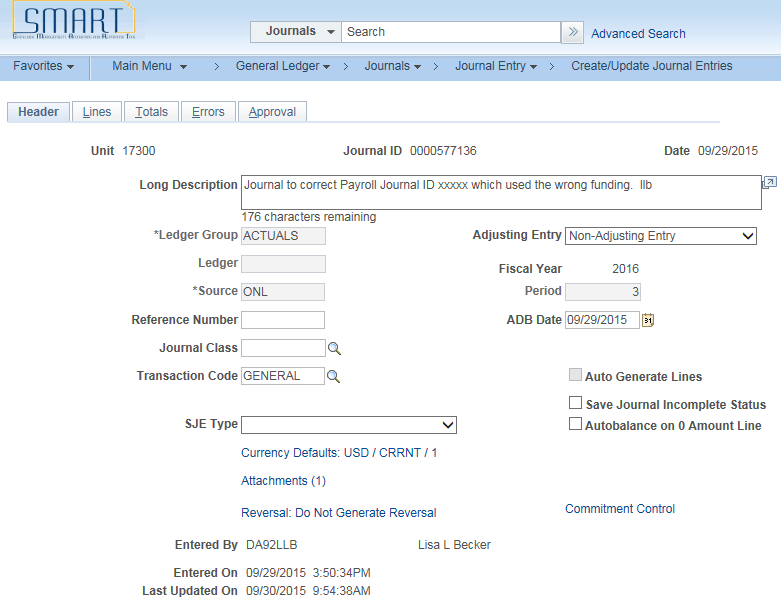 SMART
Journals Search Advanced Search
Favorites Main Menu > General Ledger > Journals > Journal Entry > Create/Update Journal Entries
Header Lines Totals Errors Approval
Unit 17300 Journal ID 0000577136 Date 09/29/2015
Long Description Journal to correct Payroll Journal ID xxxxx which used the wrong funding. llb
176 characters remaining
*Ledger Group ACTUALS Adjusting Entry Non-Adjusting Entry
Ledger Fiscal Year 2016
*Source ONL Period 3
Reference Number ADB Date 09/29/2015 31
Journal Class
Transaction Code GENERAL Auto Generate Lines
Save Journal Incomplete Status
SJE Type Autobalance on 0 Amount Line
Currency Defaults: USD / CRRNT / 1
Attachments (1)
Reversal: Do Not Generate Reversal Commitment Control
Entered By DA92LLB Lisa L Becker
Entered On 09/29/2015 3:50:34PM
Last Updated On 09/30/2015 9:54:38AM